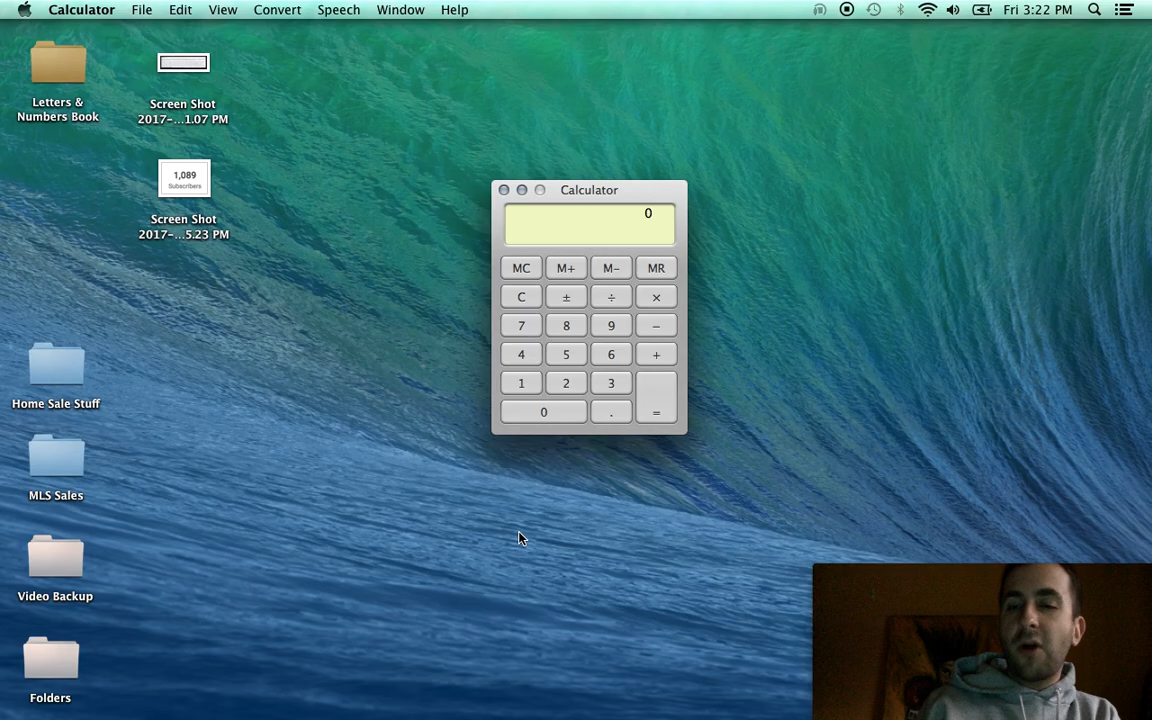 Calculator File Edit View Convert Speech Window Help Fri 3:22 PM
Letters &
Numbers Book
Screen Shot
2017-...1.07 PM
1,089
Subscribers
Screen Shot
2017-...5.23 PM
Home Sale Stuff
MLS Sales
Video Backup
Folders
Calculator
0
MC M+ M- MR
C ± ÷ ×
7 8 9 −
4 5 6 +
1 2 3
0 . =